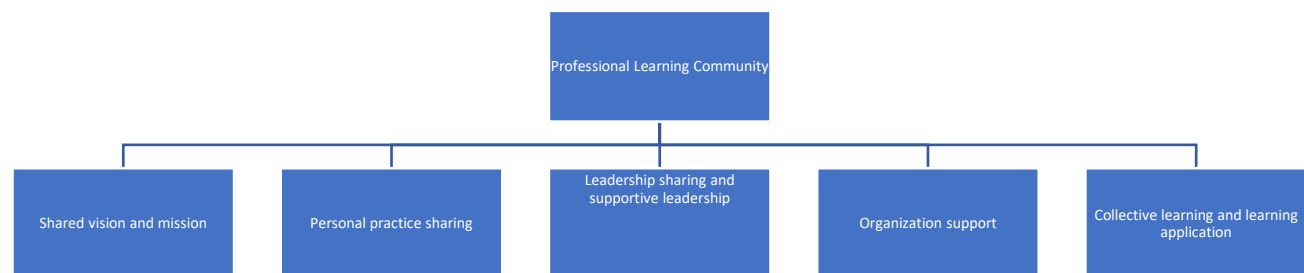 Professional Learning Community
Shared vision and mission
Personal practice sharing
Leadership sharing and
supportive leadership
Organization support
Collective learning and learning
application